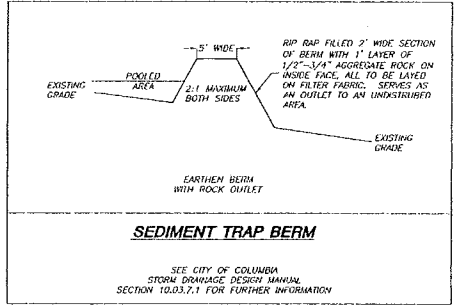 5' WIDE
RIP RAP FILLED 2' WIDE SECTION
OF BERM WITH 1' LAYER OF
1/2"-3/4" AGGREGATE ROCK ON
INSIDE FACE, ALL TO BE LAYED
ON FILTER FABRIC. SERVES AS
AN OUTLET TO AN UNDISTRUBED
AREA.
POOLED
AREA
EXISTING
GRADE
2:1 MAXIMUM
BOTH SIDES
EXISTING
GRADE
EARTHEN BERM
WITH ROCK OUTLET
SEDIMENT TRAP BERM
SEE CITY OF COLUMBIA
STORM DRAINAGE DESIGN MANUAL
SECTION 10.03.7.1 FOR FURTHER INFORMATION